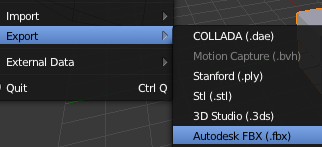 Import
Export
External Data
Quit Ctrl Q
COLLADA (.dae)
Motion Capture (.bvh)
Stanford (.ply)
Stl (.stl)
3D Studio (.3ds)
Autodesk FBX (.fbx)